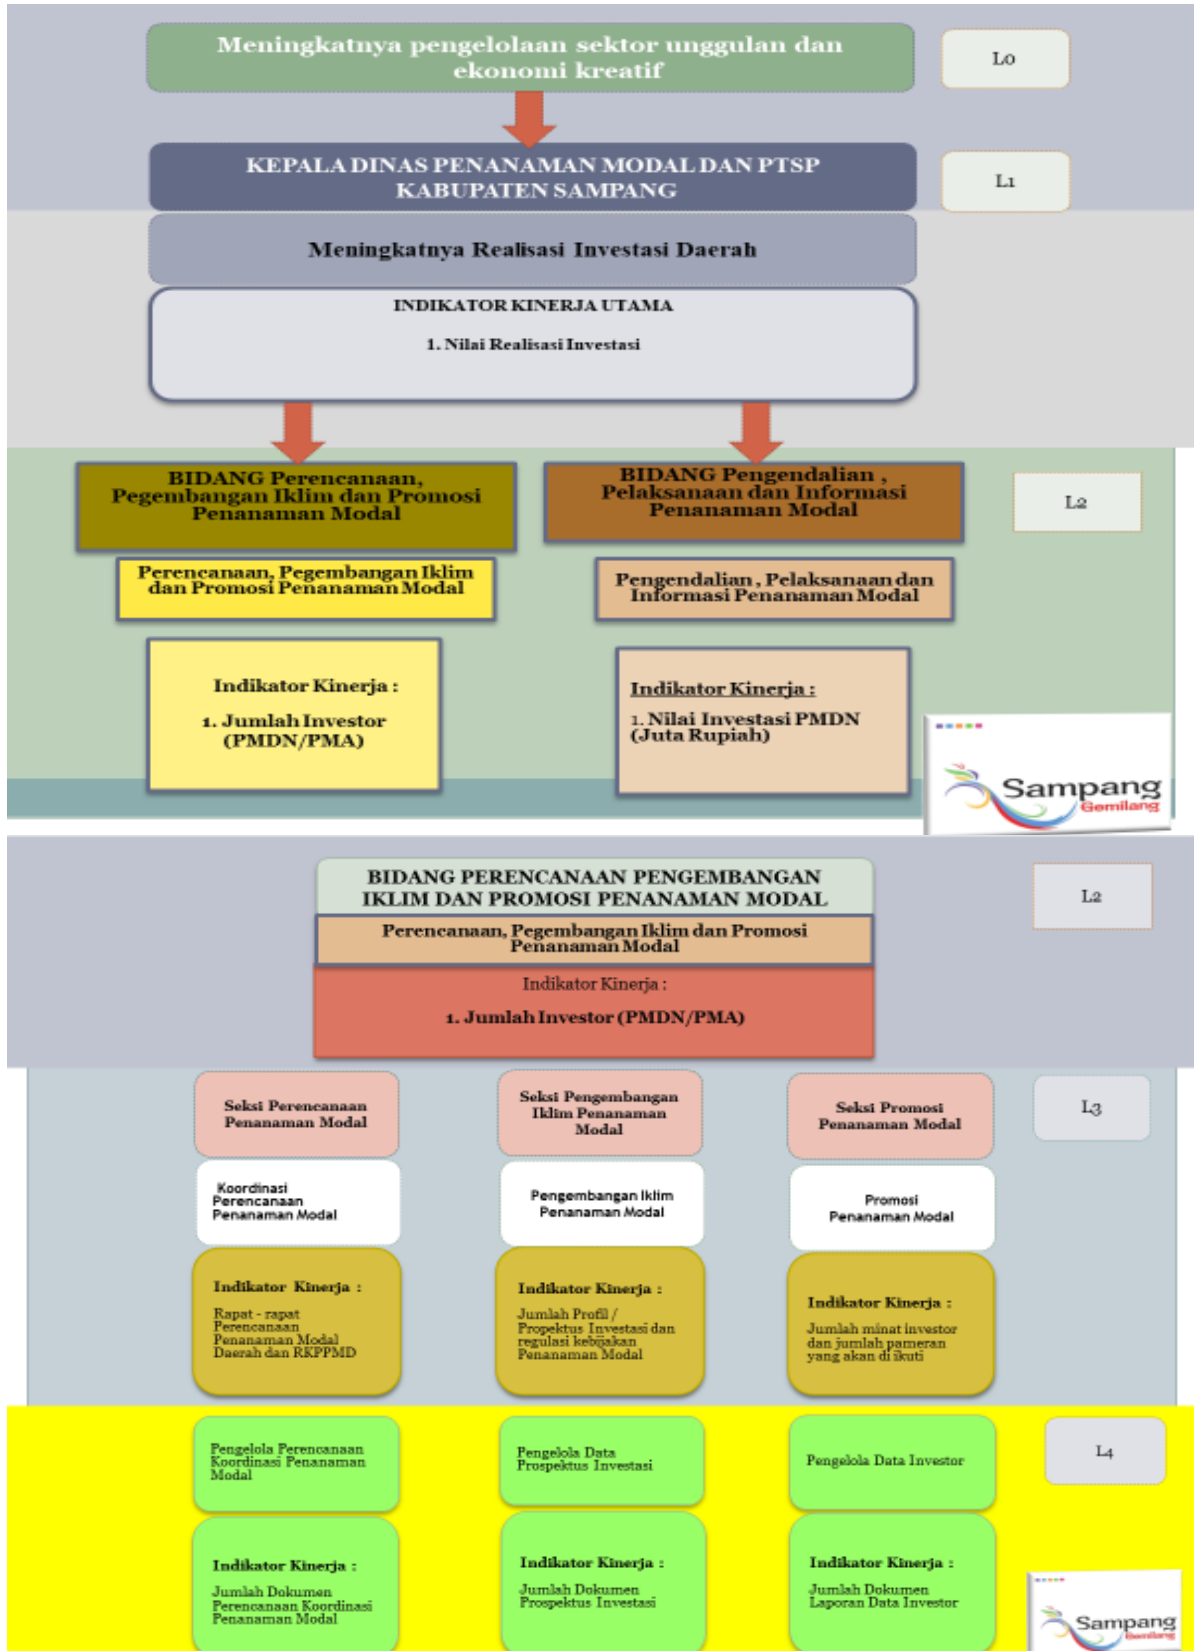 Meningkatnya pengelolaan sektor unggulan dan
ekonomi kreatif
L0
KEPALA DINAS PENANAMAN MODAL DAN PTSP
KABUPATEN SAMPANG
L1
Meningkatnya Realisasi Investasi Daerah
INDIKATOR KINERJA UTAMA
1. Nilai Realisasi Investasi
BIDANG Perencanaan,
Pegembangan Iklim dan Promosi
Penanaman Modal
BIDANG Pengendalian ,
Pelaksanaan dan Informasi
Penanaman Modal
L2
Perencanaan, Pegembangan Iklim
dan Promosi Penanaman Modal
Pengendalian , Pelaksanaan dan
Informasi Penanaman Modal
Indikator Kinerja :
1. Jumlah Investor
(PMDN/PMA)
Indikator Kinerja :
1. Nilai Investasi PMDN
(Juta Rupiah)
Sampang
Gemilang
BIDANG PERENCANAAN PENGEMBANGAN
IKLIM DAN PROMOSI PENANAMAN MODAL
L2
Perencanaan, Pegembangan Iklim dan Promosi
Penanaman Modal
Indikator Kinerja :
1. Jumlah Investor (PMDN/PMA)
Seksi Perencanaan
Penanaman Modal
Seksi Pengembangan
Iklim Penanaman
Modal
Seksi Promosi
Penanaman Modal
L3
Koordinasi
Perencanaan
Penanaman Modal
Pengembangan Iklim
Penanaman Modal
Promosi
Penanaman Modal
Indikator Kinerja :
Rapat - rapat
Perencanaan
Penanaman Modal
Daerah dan RKPPMD
Indikator Kinerja :
Jumlah Profil /
Propektus Investasi dan
regulasi kebijakan
Penanaman Modal
Indikator Kinerja :
Jumlah minat investor
dan jumlah pameran
yang akan di ikuti
Pengelola Perencanaan
Koordinasi Penanaman
Modal
Pengelola Data
Prospektus Investasi
Pengelola Data Investor
L4
Indikator Kinerja :
Jumlah Dokumen
Perencanaan Koordinasi
Penanaman Modal
Indikator Kinerja :
Jumlah Dokumen
Prospektus Investasi
Indikator Kinerja :
Jumlah Dokumen
Laporan Data Investor
Sampang
Gemilang